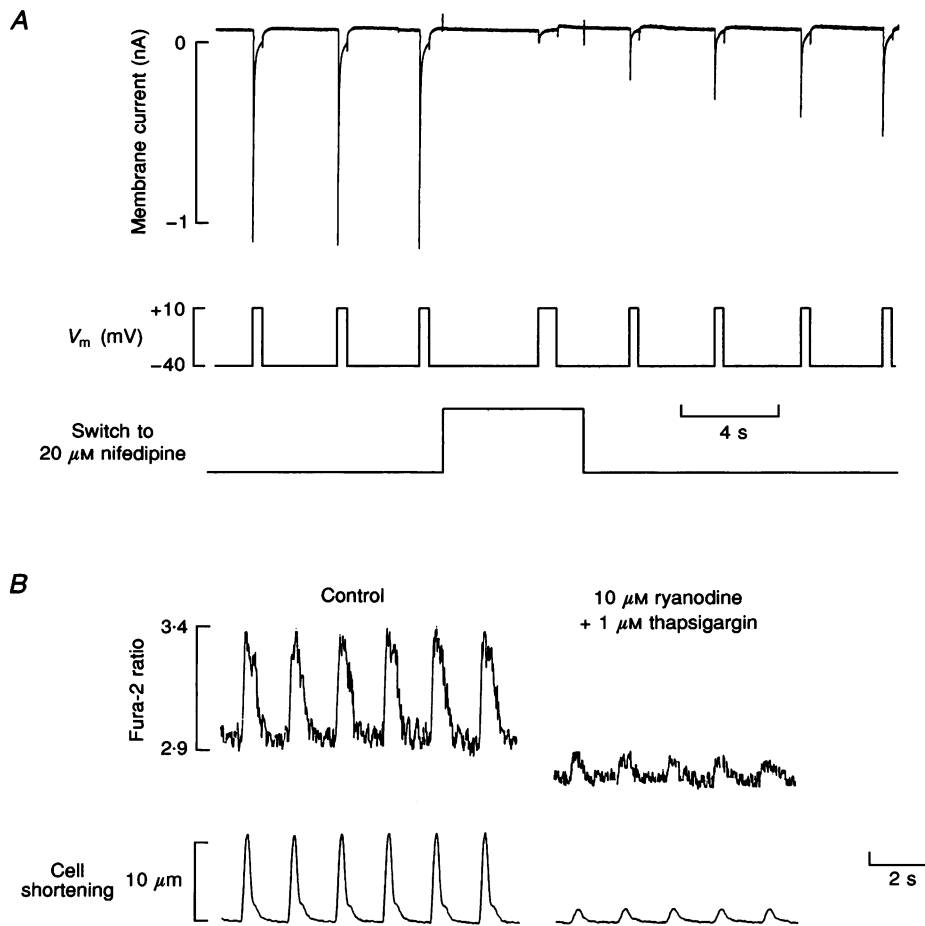 A
Membrane current (nA)
0
−1
Vm (mV)
+10
−40
Switch to
20 μM nifedipine
4 s
B
Control
10 μM ryanodine
+ 1 μM thapsigargin
Fura-2 ratio
3·4
2·9
Cell
shortening
10 μm
2 s